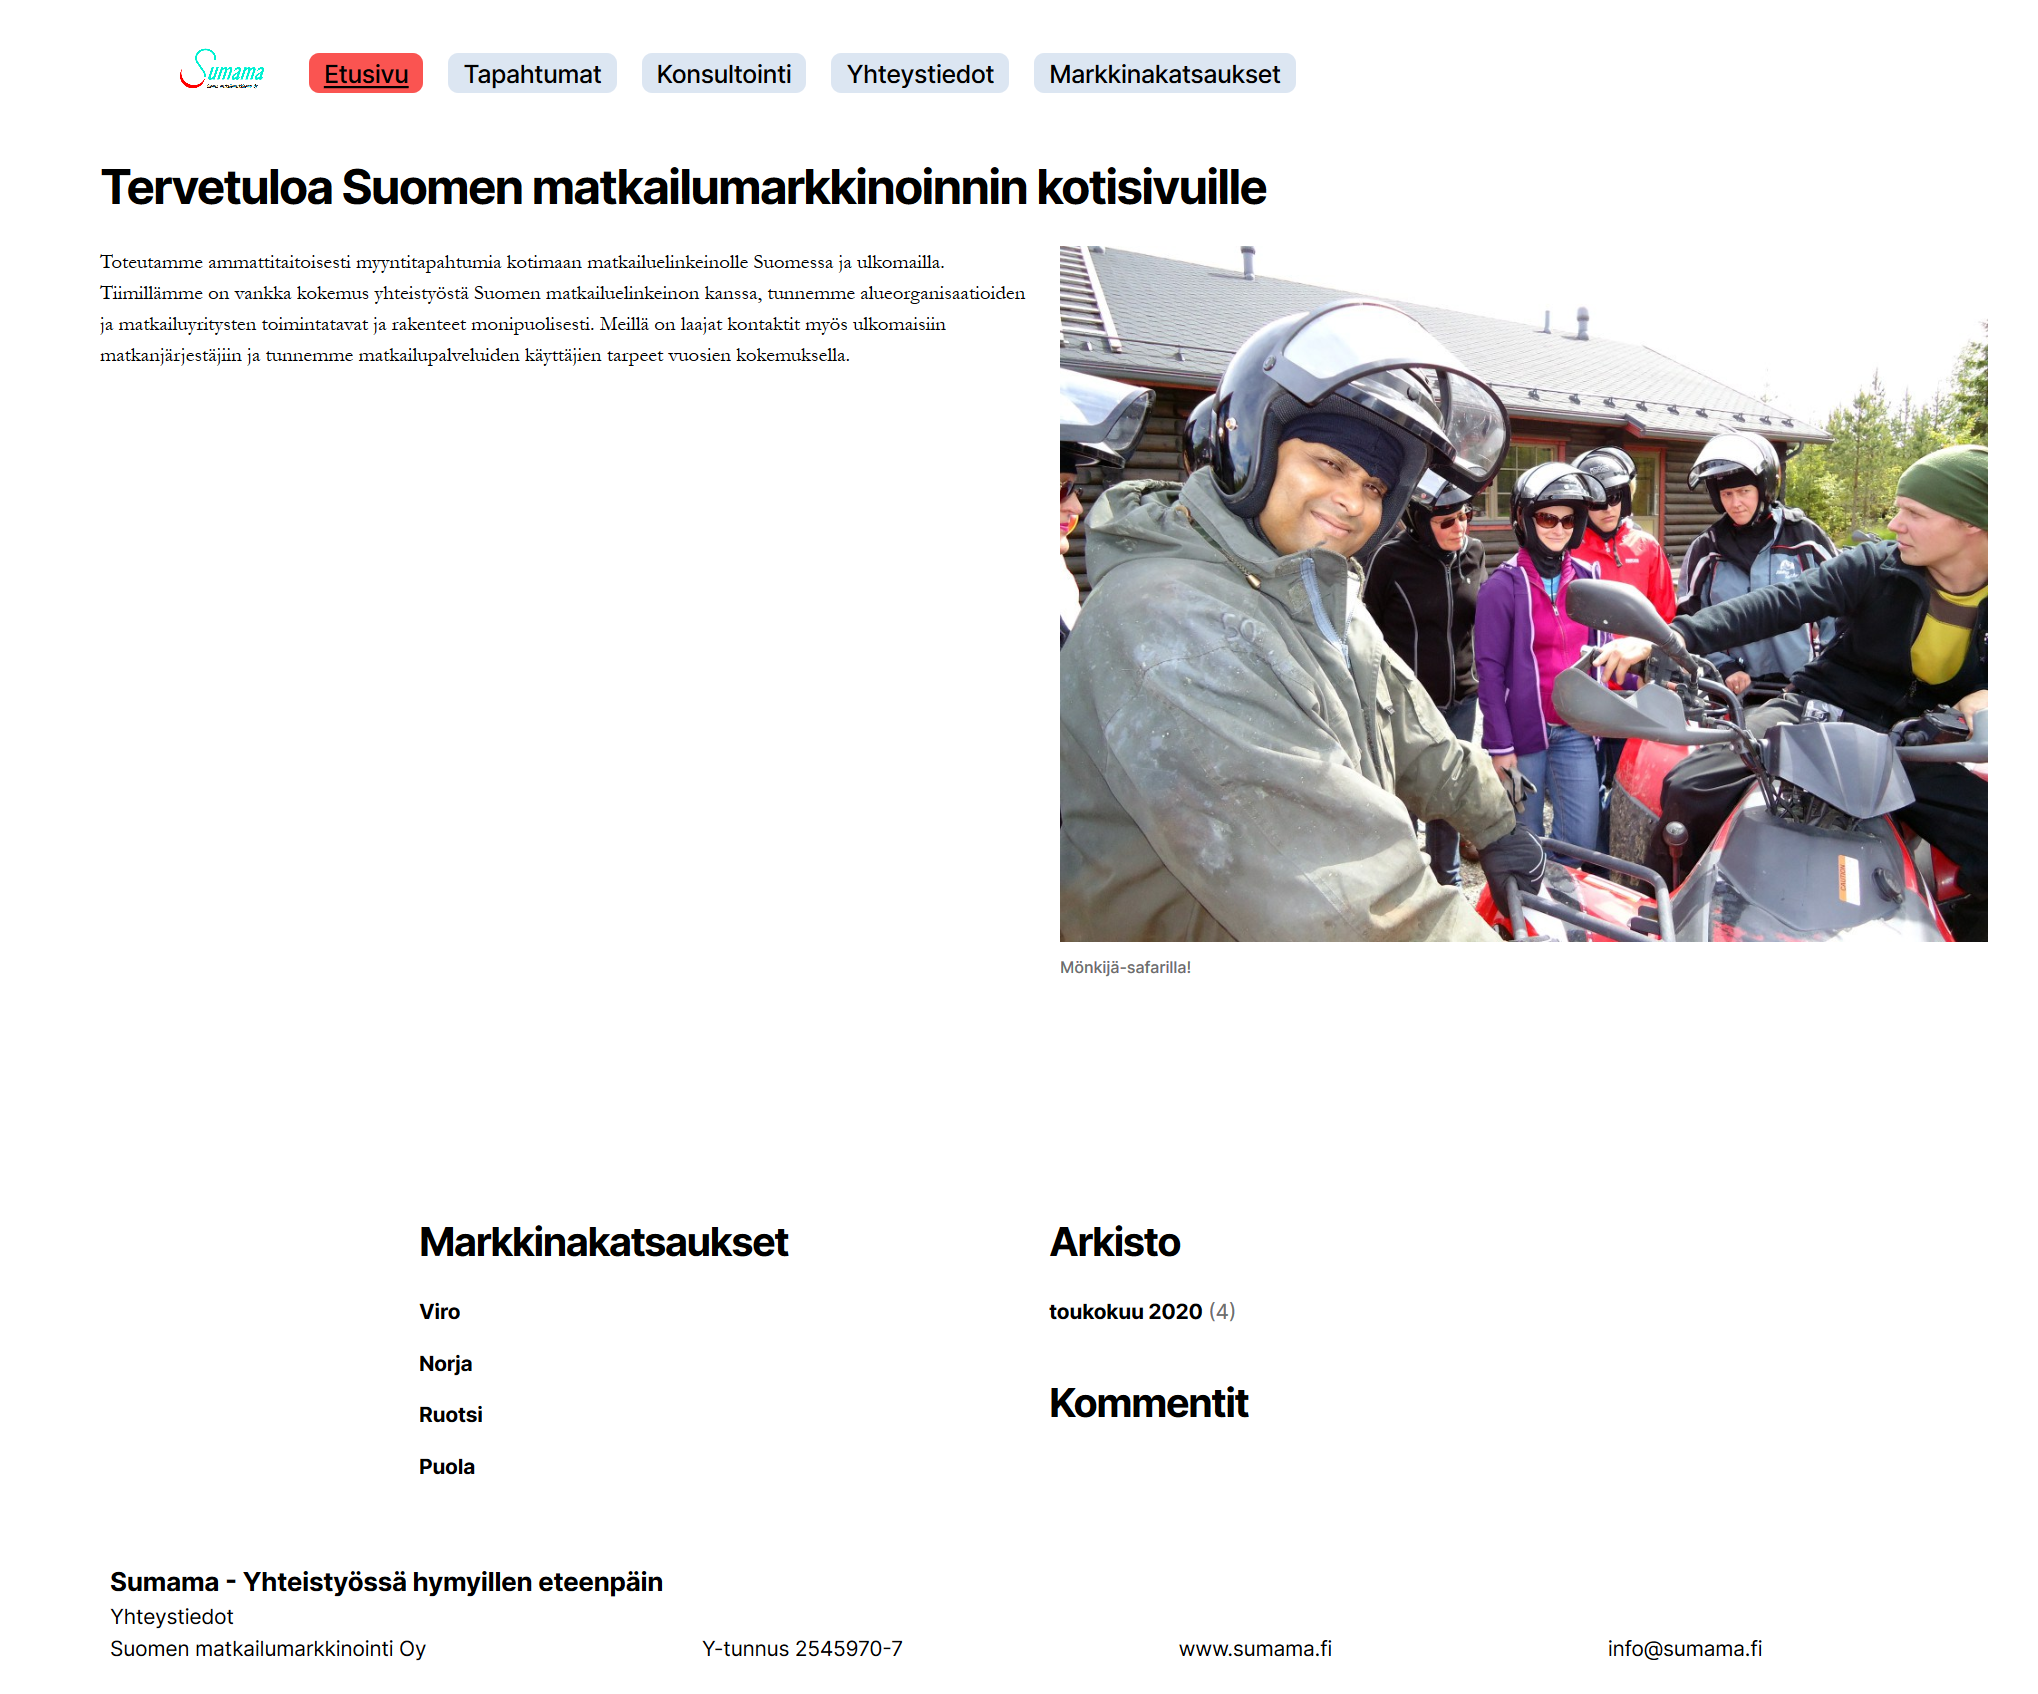 Sumama
Etusivu
Tapahtumat
Konsultointi
Yhteystiedot
Markkinakatsaukset
Tervetuloa Suomen matkailumarkkinoinnin kotisivuille
Toteutamme ammattitaitoisesti myyntitapahtumia kotimaan matkailuelinkeinolle Suomessa ja ulkomailla.
Tiimillämme on vankka kokemus yhteistyöstä Suomen matkailuelinkeinon kanssa, tunnemme alueorganisaatioiden
ja matkailuyritysten toimintatavat ja rakenteet monipuolisesti. Meillä on laajat kontaktit myös ulkomaisiin
matkanjärjestäjiin ja tunnemme matkailupalveluiden käyttäjien tarpeet vuosien kokemuksella.
50
CAUTION
Mönkijä-safarilla!
Markkinakatsaukset
Viro
Norja
Ruotsi
Puola
Arkisto
toukokuu 2020 (4)
Kommentit
Sumama - Yhteistyössä hymyillen eteenpäin
Yhteystiedot
Suomen matkailumarkkinointi Oy
Y-tunnus 2545970-7
www.sumama.fi
info@sumama.fi